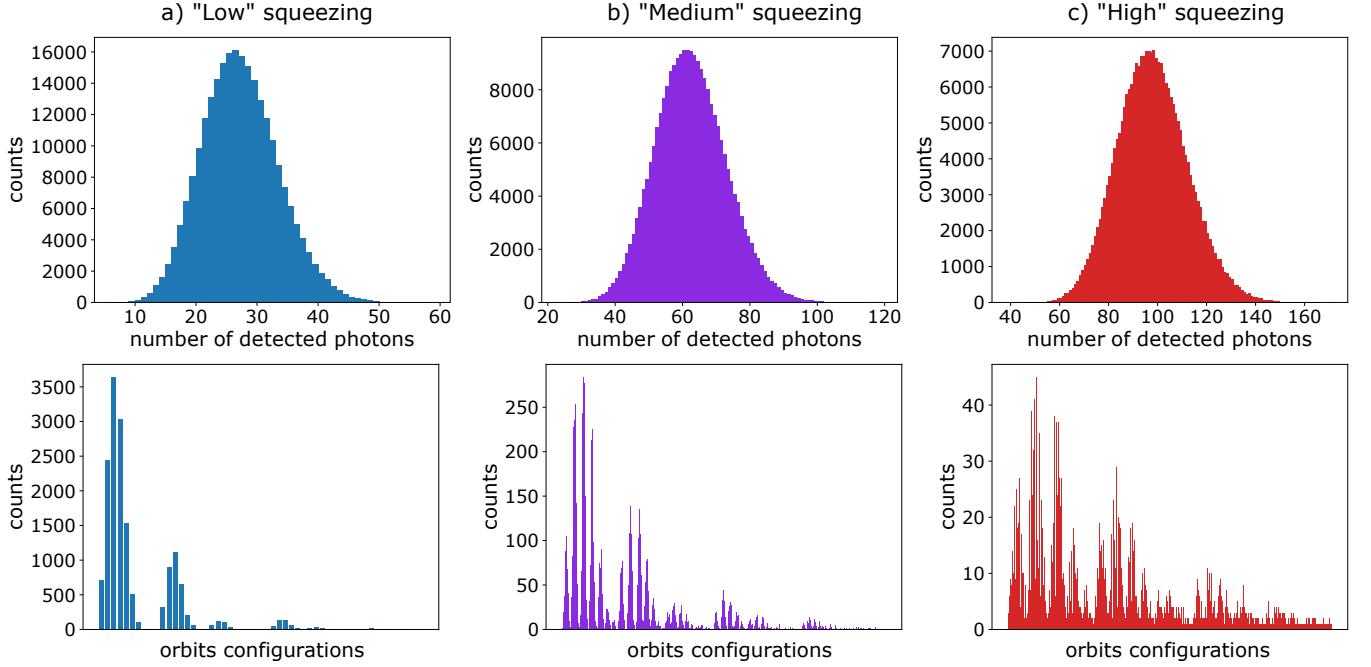 a) "Low" squeezing
b) "Medium" squeezing
c) "High" squeezing
counts
16000
14000
12000
10000
8000
6000
4000
2000
0
10 20 30 40 50 60
number of detected photons
counts
8000
6000
4000
2000
0
20 40 60 80 100 120
number of detected photons
counts
7000
6000
5000
4000
3000
2000
1000
0
40 60 80 100 120 140 160
number of detected photons
counts
3500
3000
2500
2000
1500
1000
500
0
orbits configurations
counts
250
200
150
100
50
0
orbits configurations
counts
40
30
20
10
0
orbits configurations